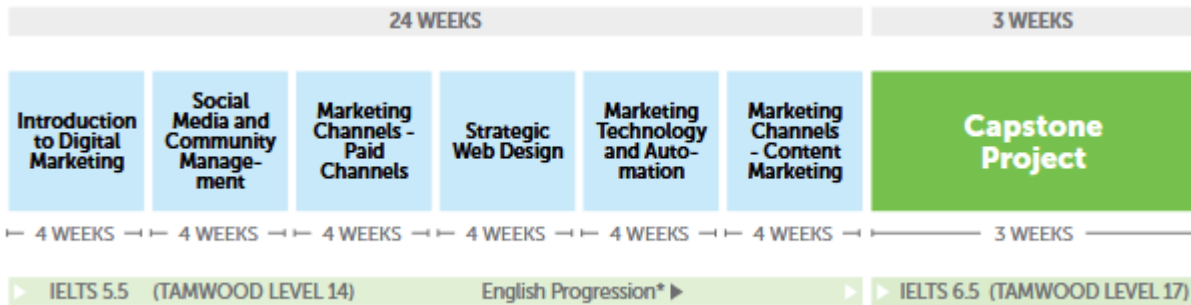 24 WEEKS
3 WEEKS
Introduction
to Digital
Marketing
Social
Media and
Community
Manage-
ment
Marketing
Channels -
Paid
Channels
Strategic
Web Design
Marketing
Technology
and Auto-
mation
Marketing
Channels
- Content
Marketing
Capstone
Project
4 WEEKS
4 WEEKS
4 WEEKS
4 WEEKS
4 WEEKS
4 WEEKS
3 WEEKS
IELTS 5.5 (TAMWOOD LEVEL 14)
English Progression*
IELTS 6.5 (TAMWOOD LEVEL 17)